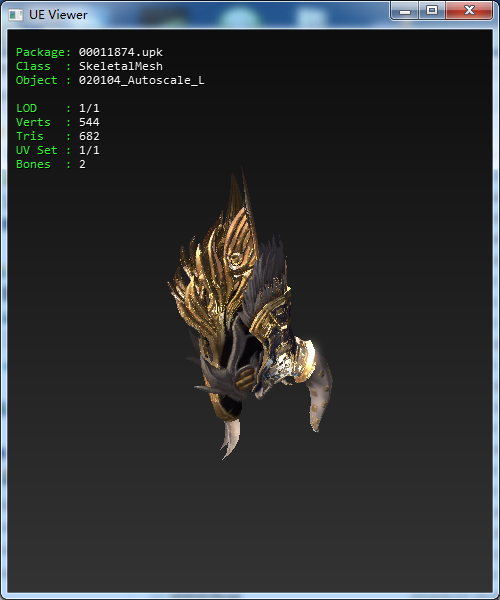 UE Viewer
Package: 00011874.upk
Class : SkeletalMesh
Object : 020104_Autoscale_L
LOD : 1/1
Verts : 544
Tris : 682
UV Set : 1/1
Bones : 2